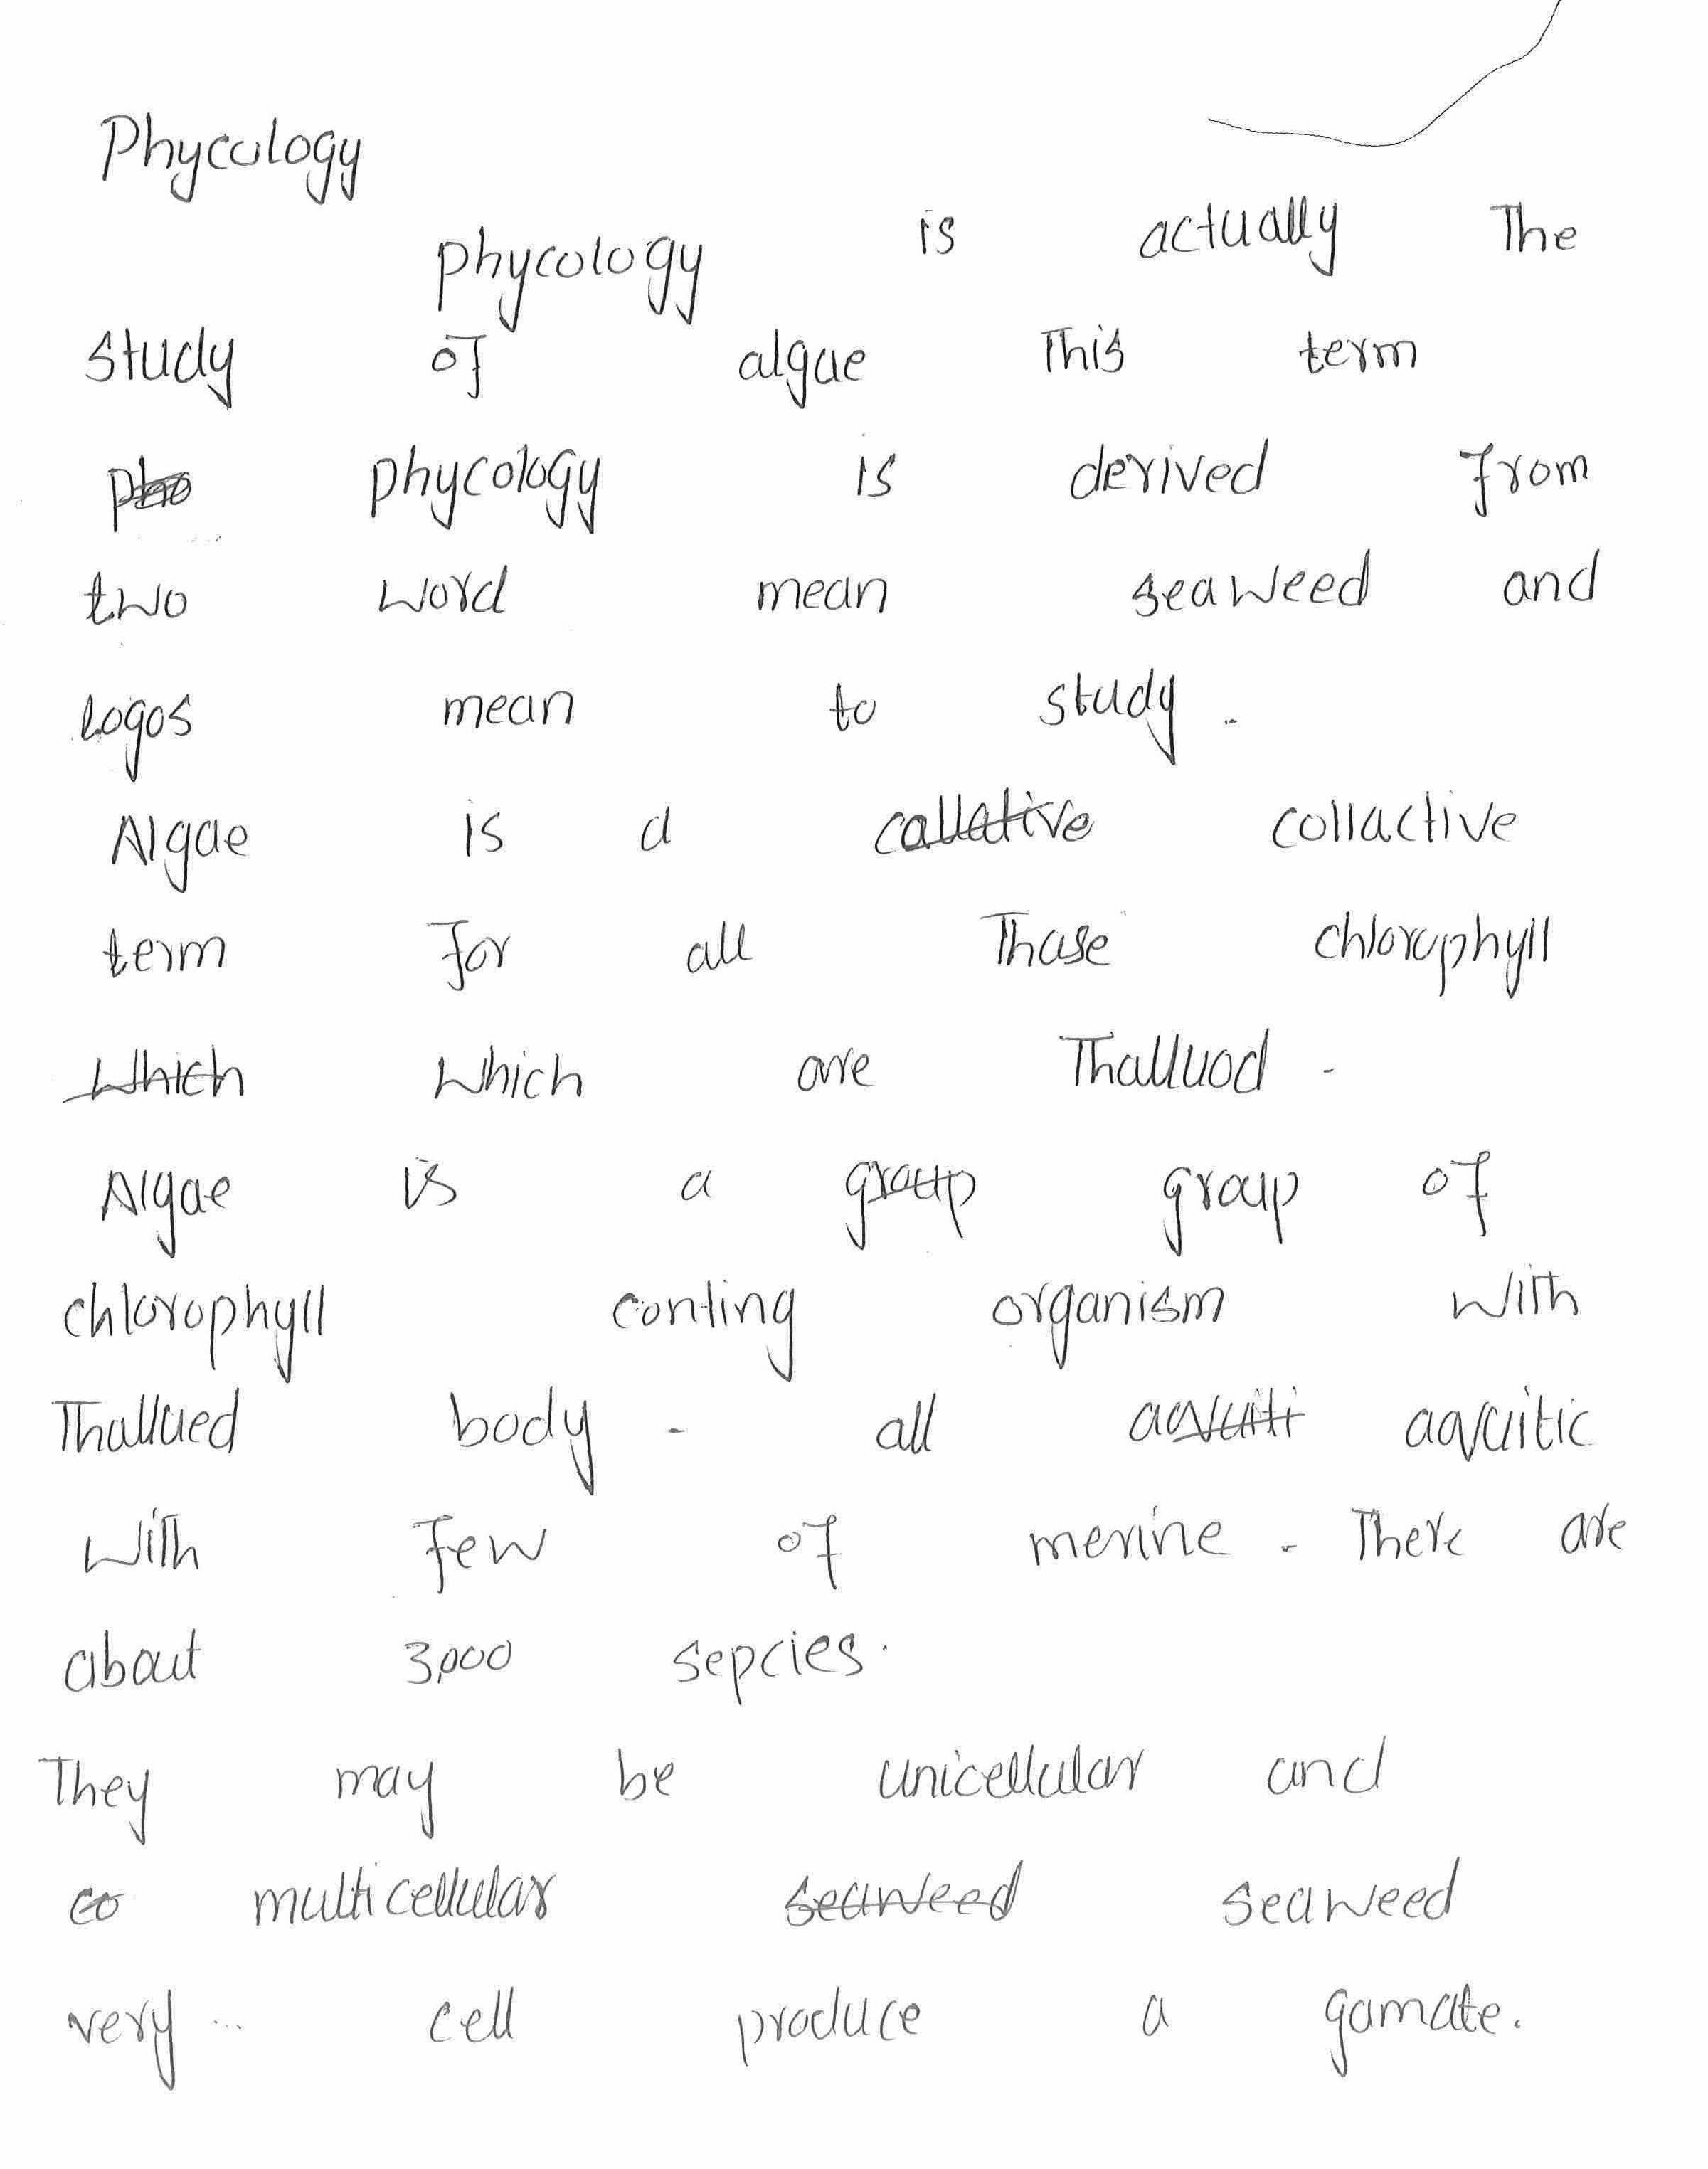 Phycology
phycology is actually The
study of algae This term
phycology is derived from
two word mean seaweed and
logos mean to study.
Algae is a callative collactive
term for all Those chlorophyll
Which Which are Thalluod -
Algae is a group group of
chlorophyll conting organism with
Thallued body - all aqvuiti aqvuitic
with few of merine - There are
about 3,000 sepcies.
They may be unicellular and
co multicellular seaweed seaweed
very cell produce a gamate.